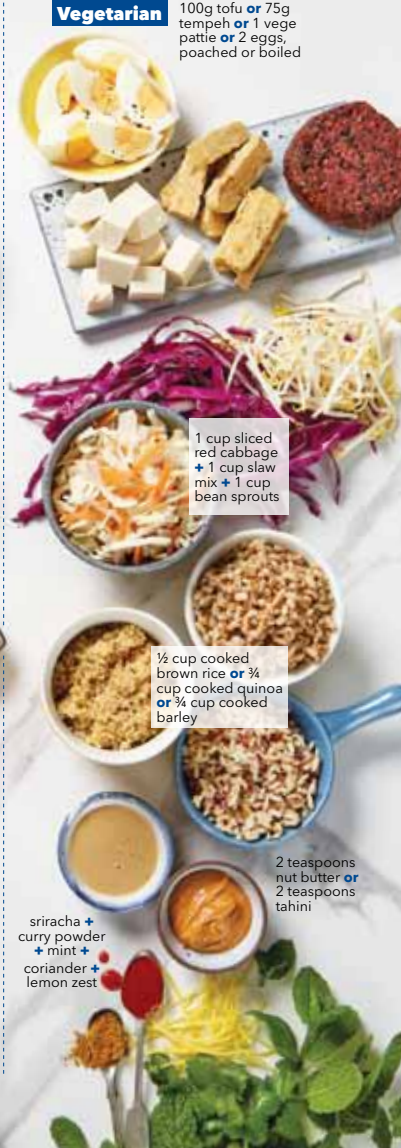 Vegetarian
100g tofu or 75g
tempeh or 1 vege
pattie or 2 eggs,
poached or boiled
1 cup sliced
red cabbage
+ 1 cup slaw
mix + 1 cup
bean sprouts
½ cup cooked
brown rice or ¾
cup cooked quinoa
or ¾ cup cooked
barley
2 teaspoons
nut butter or
2 teaspoons
tahini
sriracha +
curry powder
+ mint +
coriander +
lemon zest